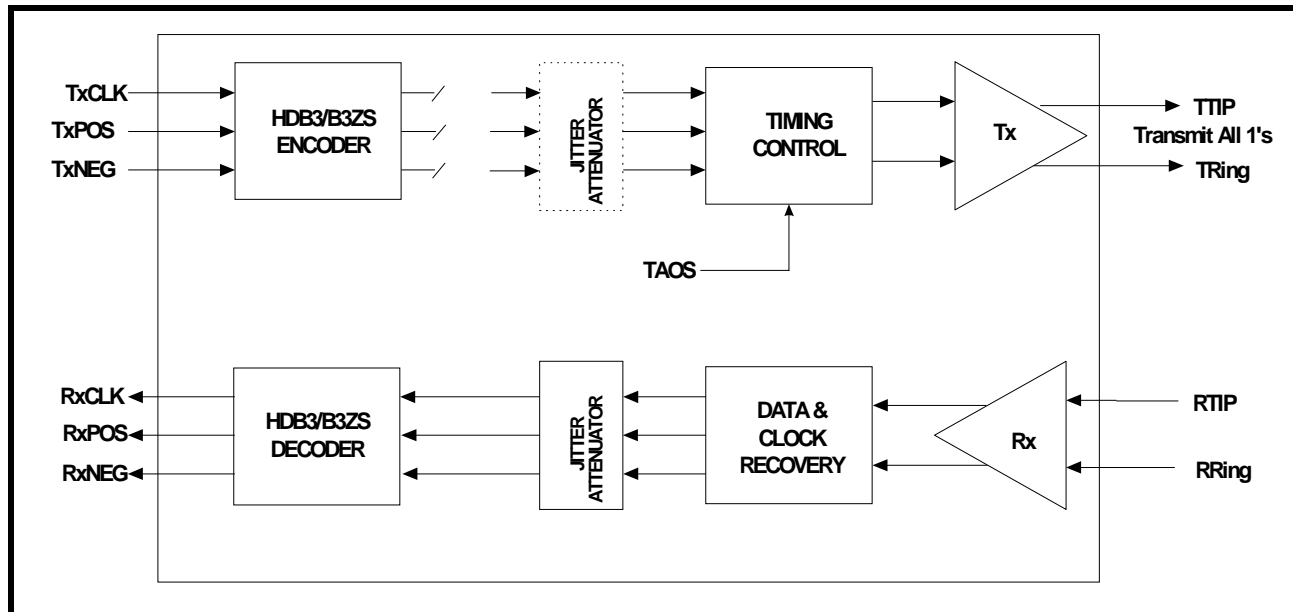 TxCLK
TxPOS
TxNEG
HDB3/B3ZS
ENCODER
JITTER
ATTENUATOR
TIMING
CONTROL
Tx
TTIP
Transmit All 1's
TRing
TAOS
RxCLK
RxPOS
RxNEG
HDB3/B3ZS
DECODER
JITTER
ATTENUATOR
DATA &
CLOCK
RECOVERY
Rx
RTIP
RRing